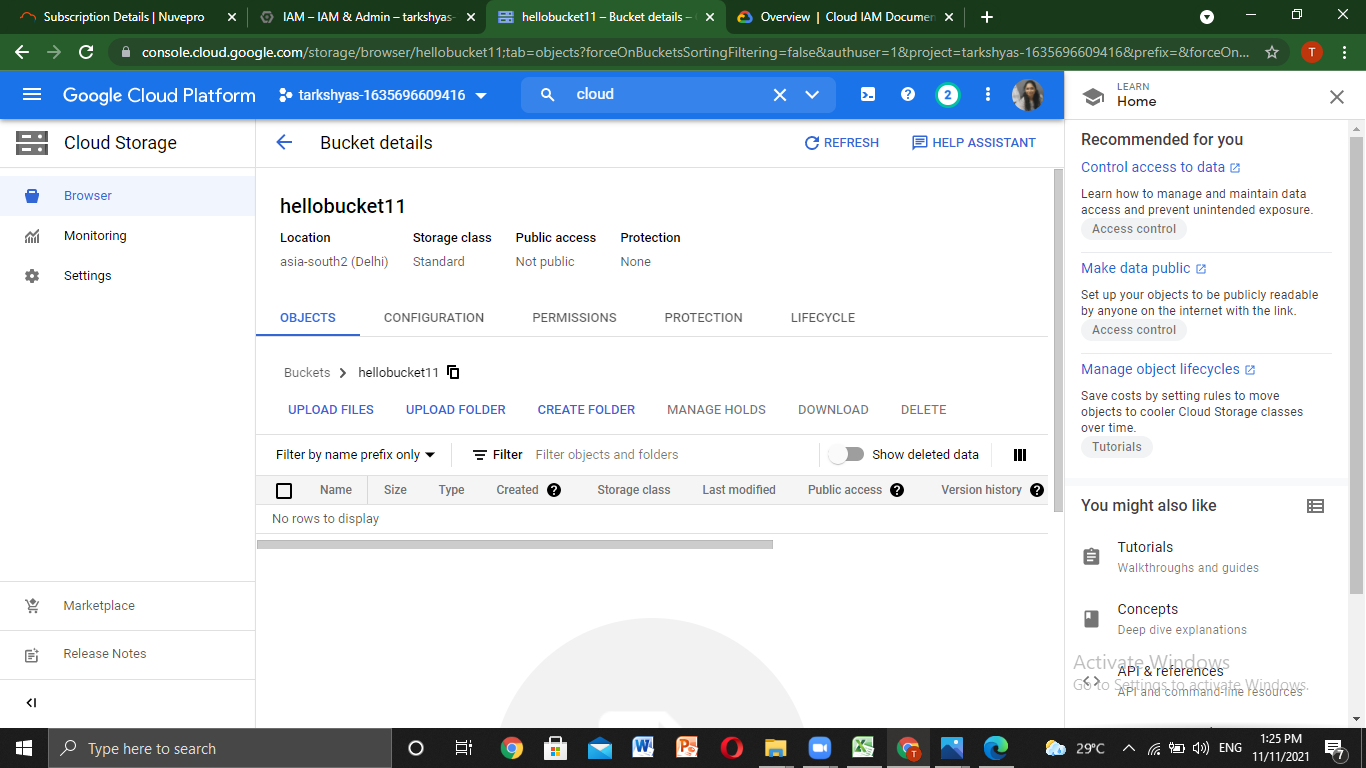 Subscription Details | Nuvepro
IAM – IAM & Admin – tarkshyas-
hellobucket11 – Bucket details –
Overview | Cloud IAM Documen
console.cloud.google.com/storage/browser/hellobucket11;tab=objects?forceOnBucketsSortingFiltering=false&authuser=1&project=tarkshyas-1635696609416&prefix=&forceOn...
T
Google Cloud Platform
tarkshyas-1635696609416
cloud
2
LEARN
Home
Cloud Storage
Browser
Monitoring
Settings
Marketplace
Release Notes
Bucket details
REFRESH
HELP ASSISTANT
hellobucket11
Location Storage class Public access Protection
asia-south2 (Delhi) Standard Not public None
OBJECTS CONFIGURATION PERMISSIONS PROTECTION LIFECYCLE
Buckets > hellobucket11
UPLOAD FILES UPLOAD FOLDER CREATE FOLDER MANAGE HOLDS DOWNLOAD DELETE
Filter by name prefix only Filter Filter objects and folders Show deleted data
Name Size Type Created Storage class Last modified Public access Version history
No rows to display
Recommended for you
Control access to data
Learn how to manage and maintain data
access and prevent unintended exposure.
Access control
Make data public
Set up your objects to be publicly readable
by anyone on the internet with the link.
Access control
Manage object lifecycles
Save costs by setting rules to move
objects to cooler Cloud Storage classes
over time.
Tutorials
You might also like
Tutorials
Walkthroughs and guides
Concepts
Deep dive explanations
API & references
API and command-line resources
Activate Windows
Go to Settings to activate Windows.
Type here to search
29°C
ENG
1:25 PM
11/11/2021
7